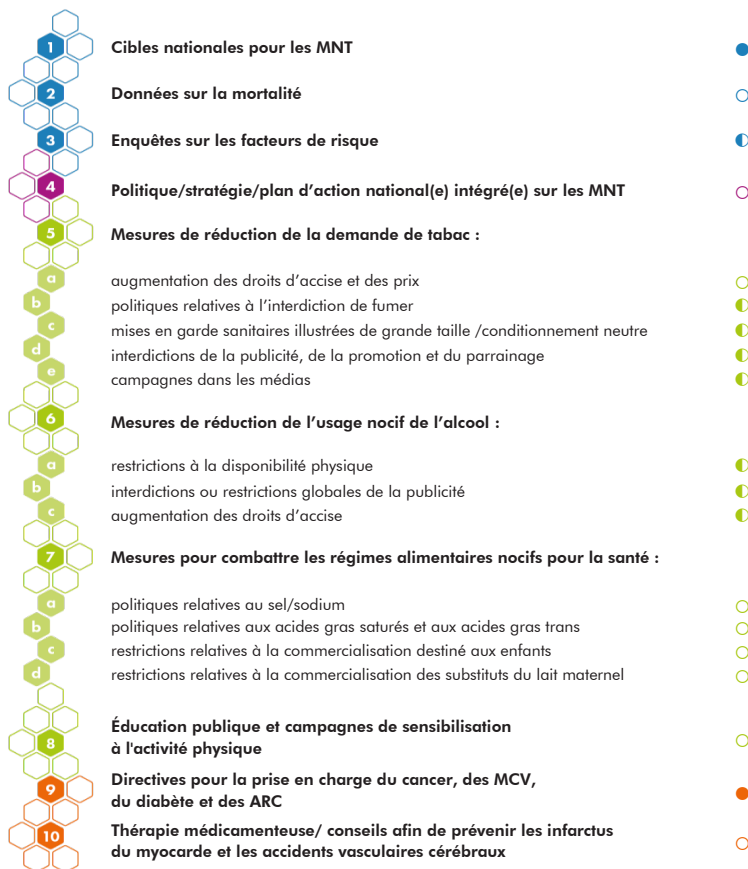 1 Cibles nationales pour les MNT
2 Données sur la mortalité
3 Enquêtes sur les facteurs de risque
4 Politique/stratégie/plan d’action national(e) intégré(e) sur les MNT
5 Mesures de réduction de la demande de tabac :
a augmentation des droits d’accise et des prix
b politiques relatives à l’interdiction de fumer
c mises en garde sanitaires illustrées de grande taille /conditionnement neutre
d interdictions de la publicité, de la promotion et du parrainage
e campagnes dans les médias
6 Mesures de réduction de l’usage nocif de l’alcool :
a restrictions à la disponibilité physique
b interdictions ou restrictions globales de la publicité
c augmentation des droits d’accise
7 Mesures pour combattre les régimes alimentaires nocifs pour la santé :
a politiques relatives au sel/sodium
b politiques relatives aux acides gras saturés et aux acides gras trans
c restrictions relatives à la commercialisation destiné aux enfants
d restrictions relatives à la commercialisation des substituts du lait maternel
8 Éducation publique et campagnes de sensibilisation
à l'activité physique
9 Directives pour la prise en charge du cancer, des MCV,
du diabète et des ARC
10 Thérapie médicamenteuse/ conseils afin de prévenir les infarctus
du myocarde et les accidents vasculaires cérébraux